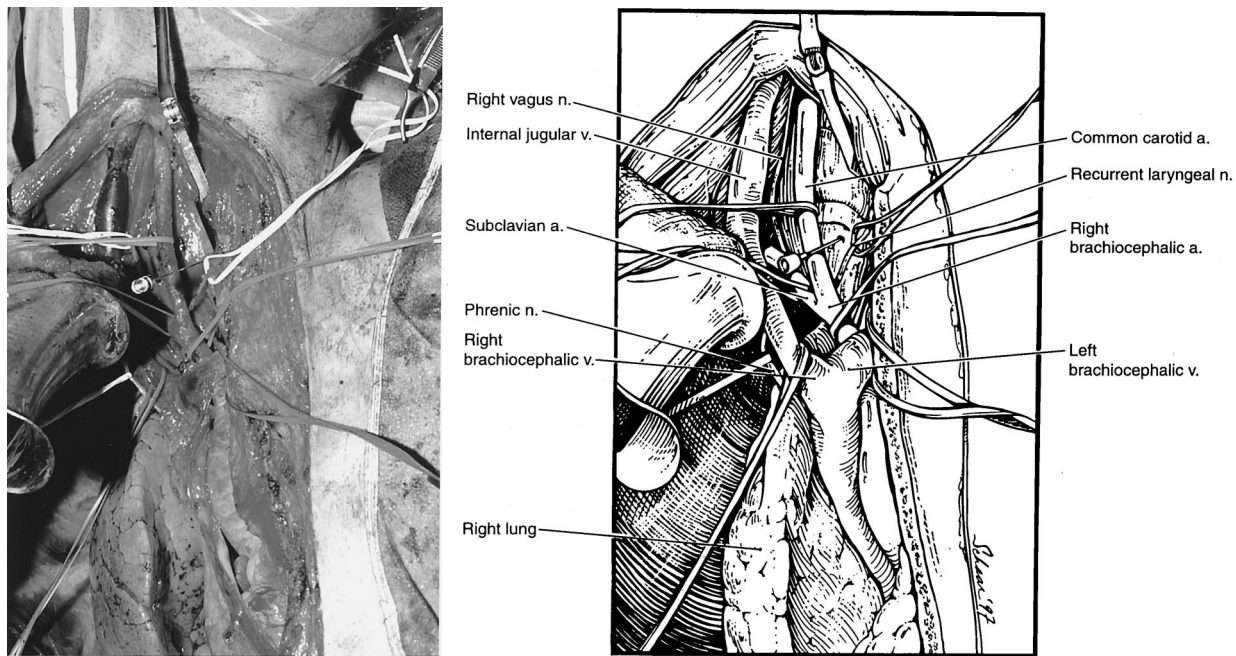 Right vagus n.
Internal jugular v.
Subclavian a.
Phrenic n.
Right
brachiocephalic v.
Right lung
Common carotid a.
Recurrent laryngeal n.
Right
brachiocephalic a.
Left
brachiocephalic v.